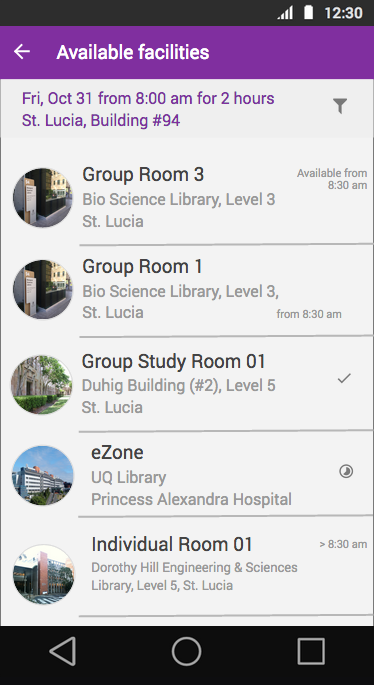 12:30
Available facilities
Fri, Oct 31 from 8:00 am for 2 hours
St. Lucia, Building #94
Group Room 3
Available from
8:30 am
Bio Science Library, Level 3
St. Lucia
Group Room 1
Bio Science Library, Level 3,
St. Lucia
from 8:30 am
Group Study Room 01
Duhig Building (#2), Level 5
St. Lucia
eZone
UQ Library
Princess Alexandra Hospital
Individual Room 01
> 8:30 am
Dorothy Hill Engineering & Sciences
Library, Level 5, St. Lucia